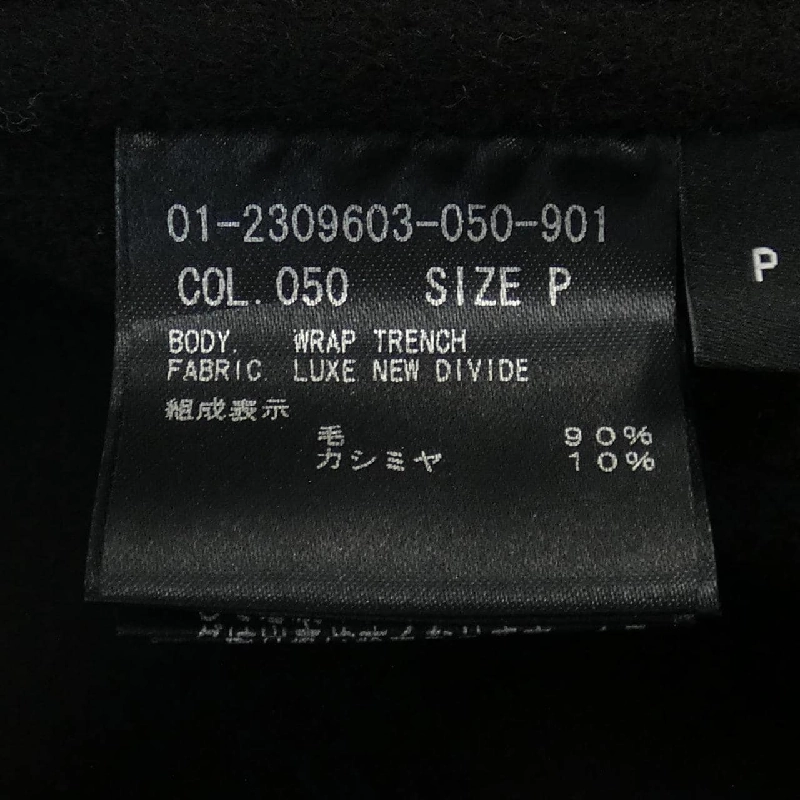 01-2309603-050-901
COL. 050 SIZE P
BODY. WRAP TRENCH
FABRIC. LUXE NEW DIVIDE
組成表示
毛 90%
カシミヤ 10%
P